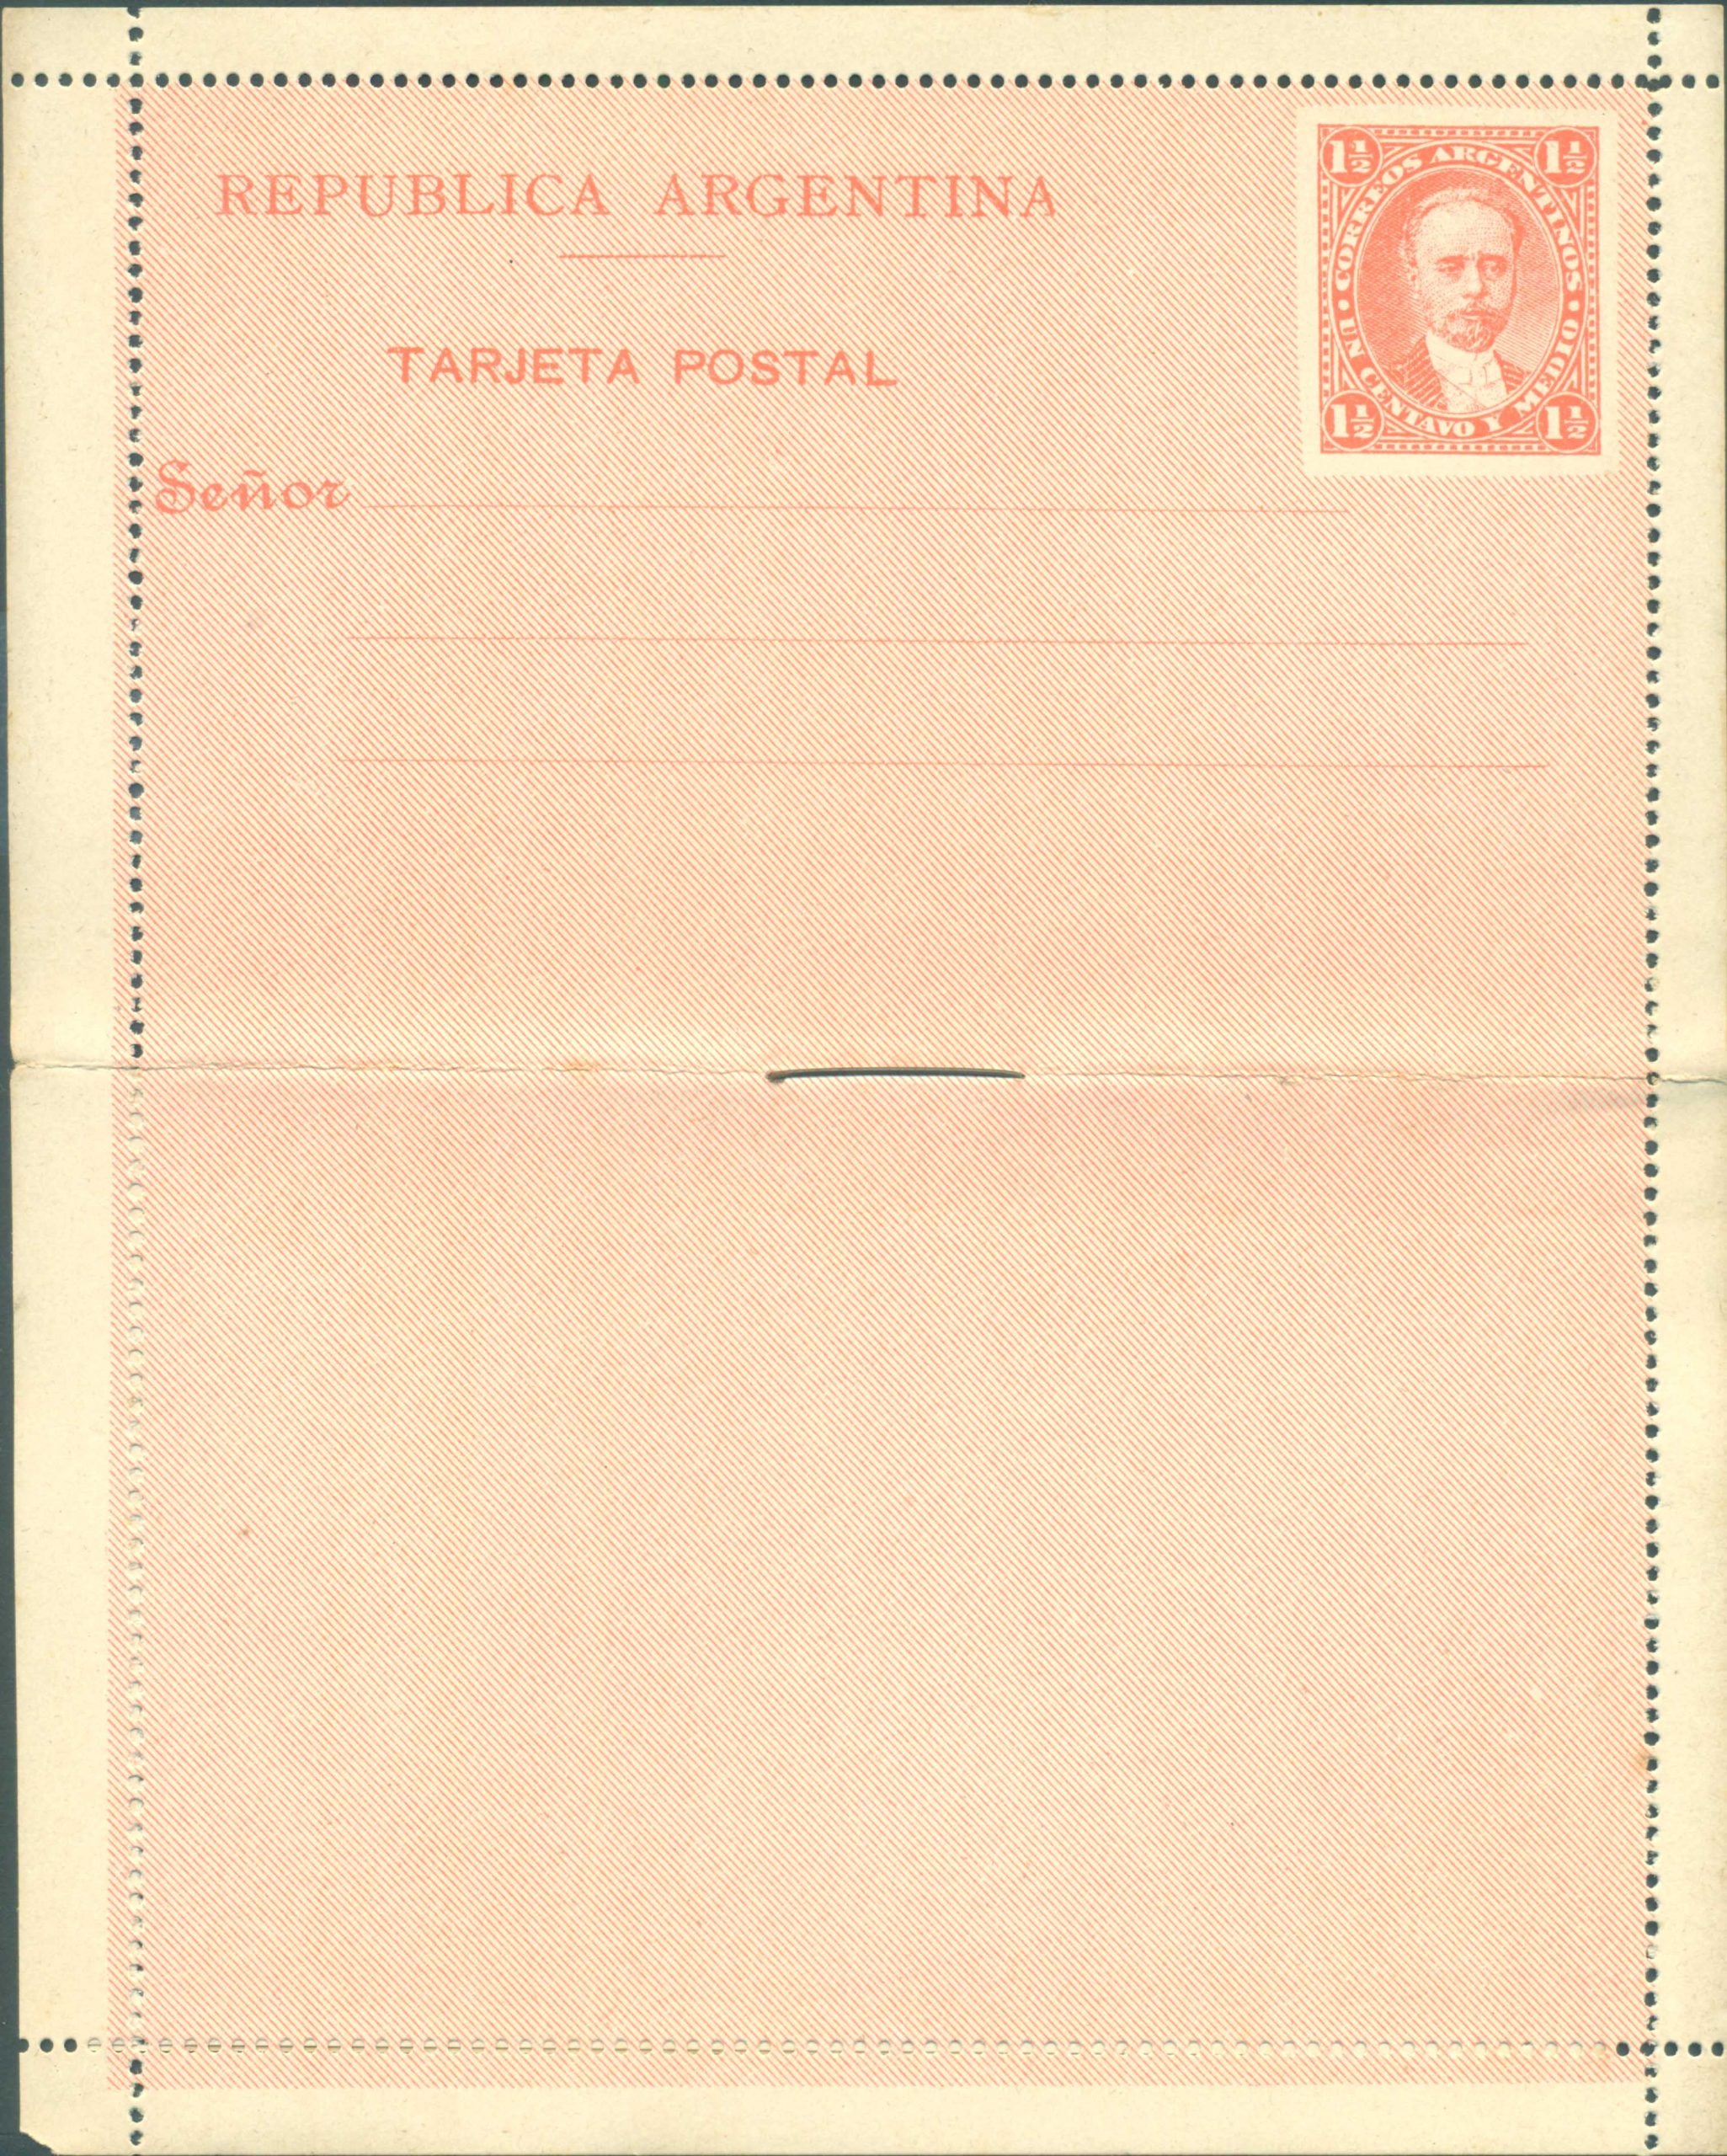 REPUBLICA ARGENTINA
TARJETA POSTAL
Señor
1½ 1½
CORREOS ARGENTINOS
UN CENTAVO Y MEDIO
1½ 1½